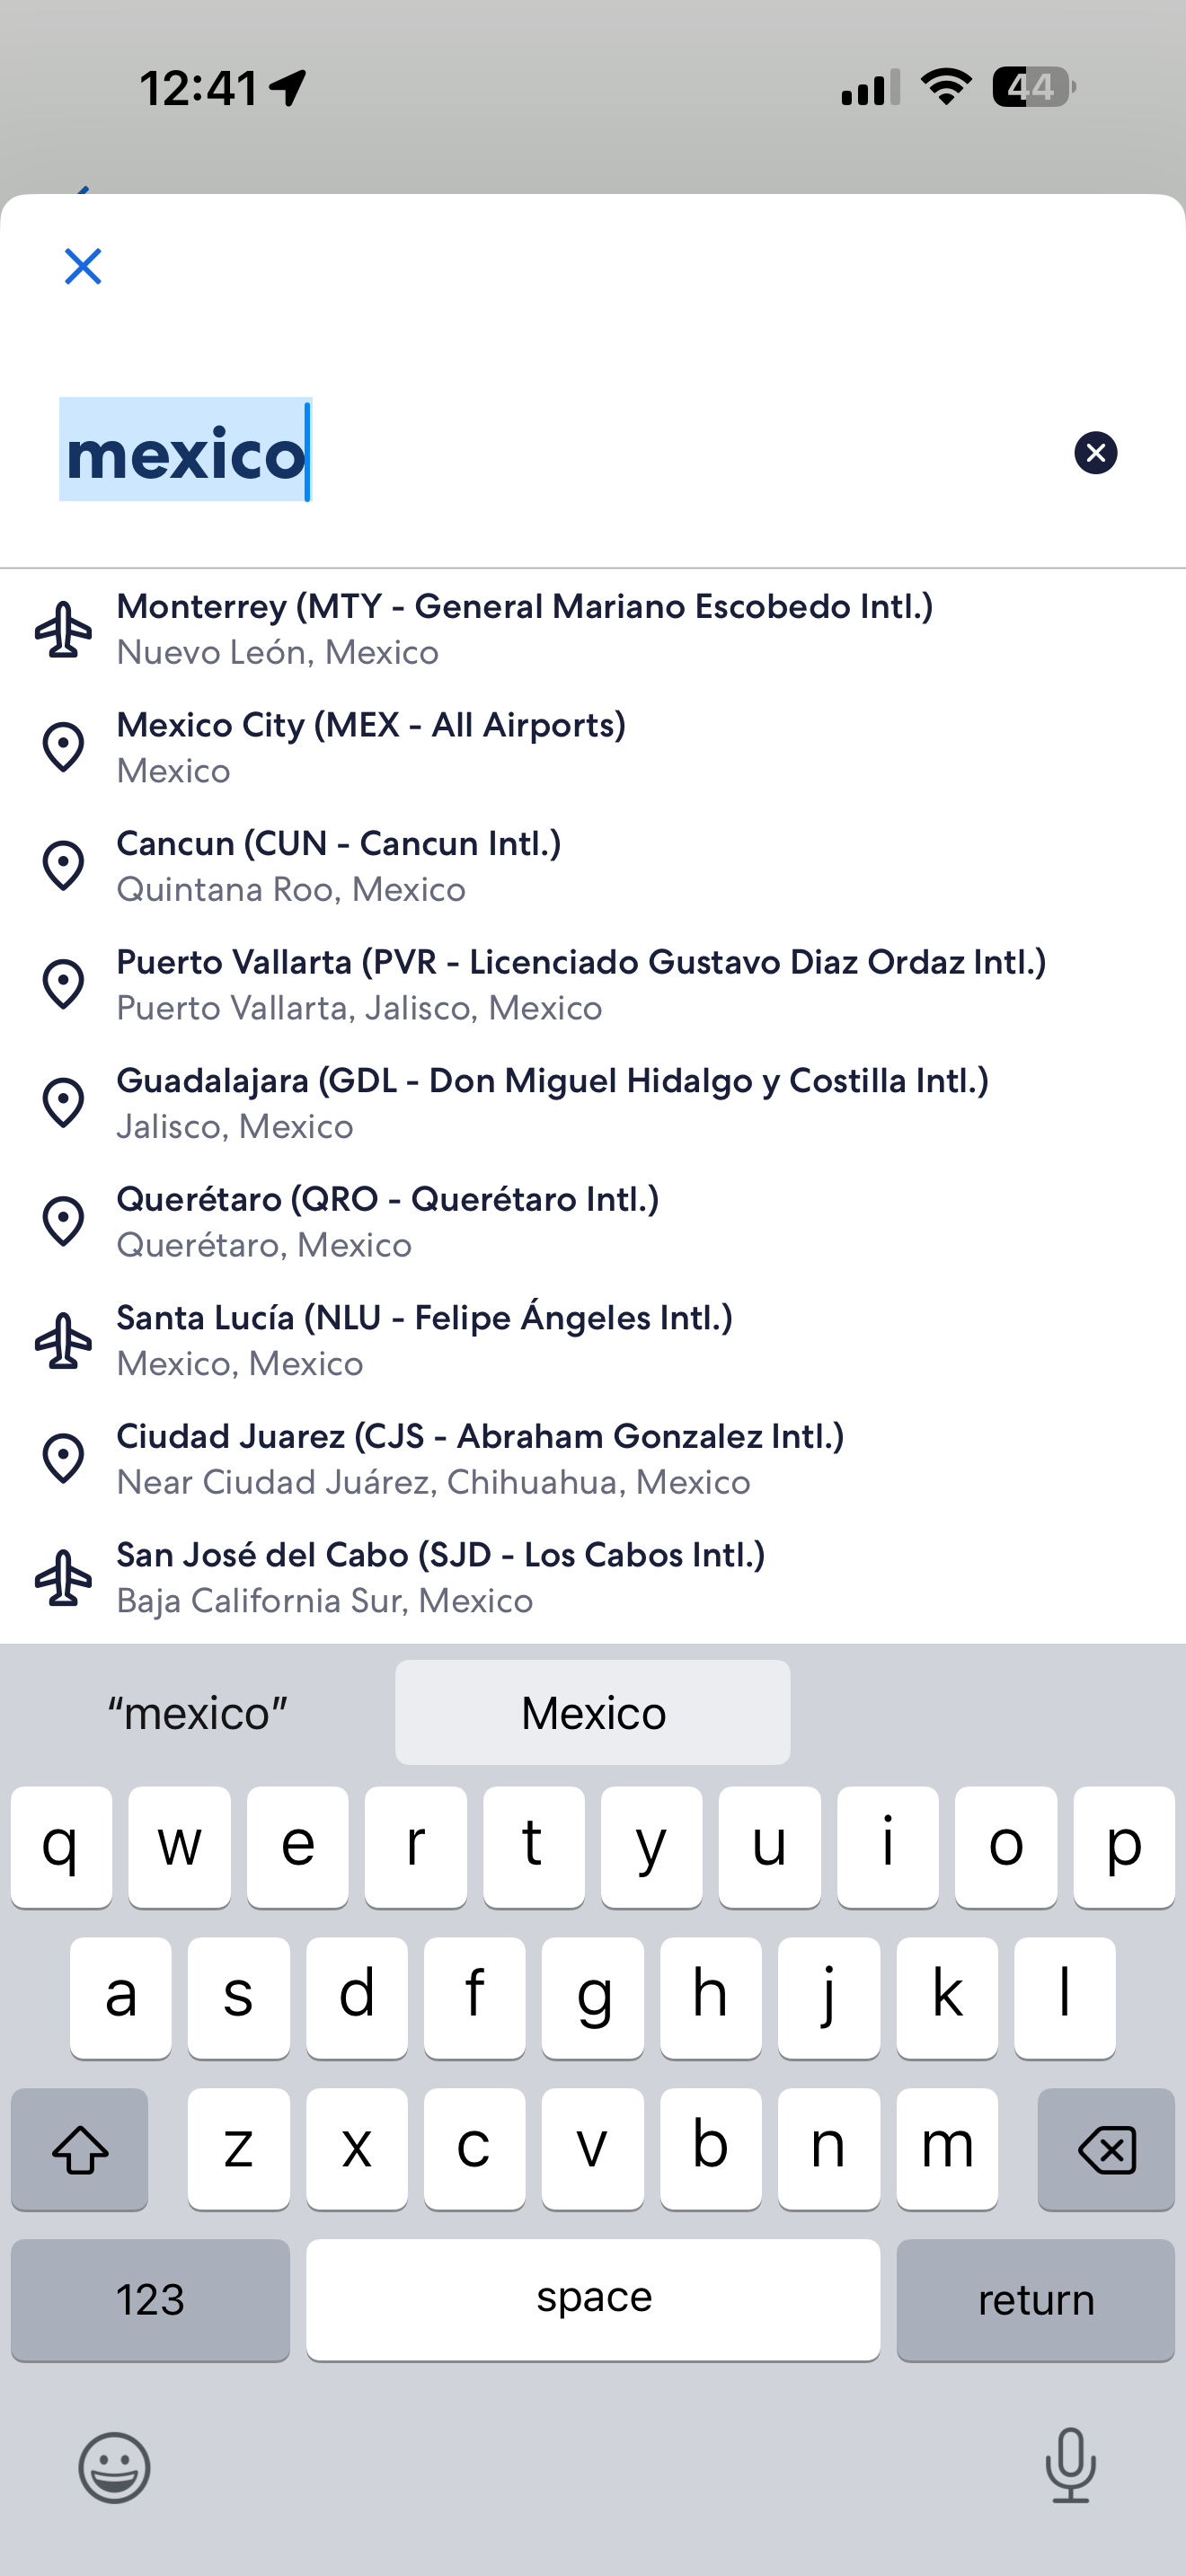 12:41
44
mexico
Monterrey (MTY - General Mariano Escobedo Intl.)
Nuevo León, Mexico
Mexico City (MEX - All Airports)
Mexico
Cancun (CUN - Cancun Intl.)
Quintana Roo, Mexico
Puerto Vallarta (PVR - Licenciado Gustavo Diaz Ordaz Intl.)
Puerto Vallarta, Jalisco, Mexico
Guadalajara (GDL - Don Miguel Hidalgo y Costilla Intl.)
Jalisco, Mexico
Querétaro (QRO - Querétaro Intl.)
Querétaro, Mexico
Santa Lucía (NLU - Felipe Ángeles Intl.)
Mexico, Mexico
Ciudad Juarez (CJS - Abraham Gonzalez Intl.)
Near Ciudad Juárez, Chihuahua, Mexico
San José del Cabo (SJD - Los Cabos Intl.)
Baja California Sur, Mexico
“mexico” Mexico
q w e r t y u i o p
a s d f g h j k l
z x c v b n m
123 space return